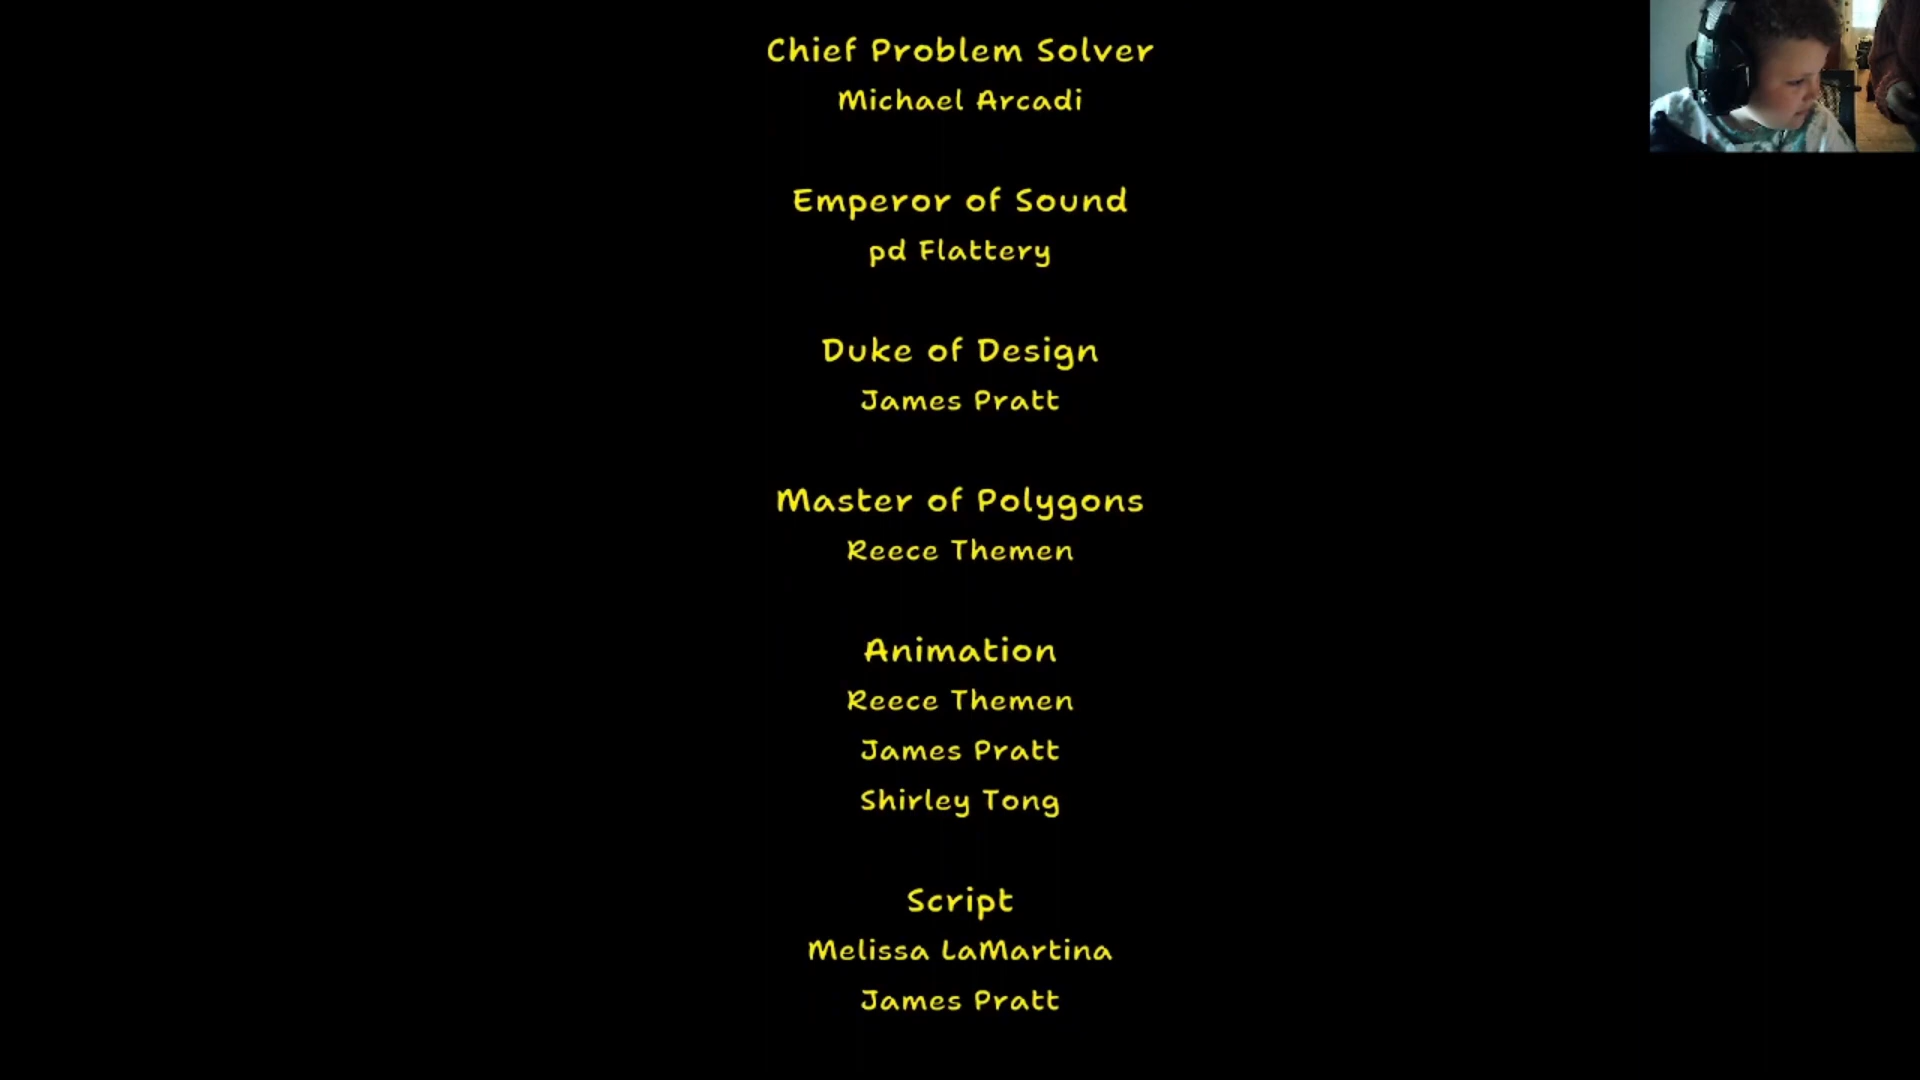 Chief Problem Solver
Michael Arcadi
Emperor of Sound
pd Flattery
Duke of Design
James Pratt
Master of Polygons
Reece Themen
Animation
Reece Themen
James Pratt
Shirley Tong
Script
Melissa LaMartina
James Pratt